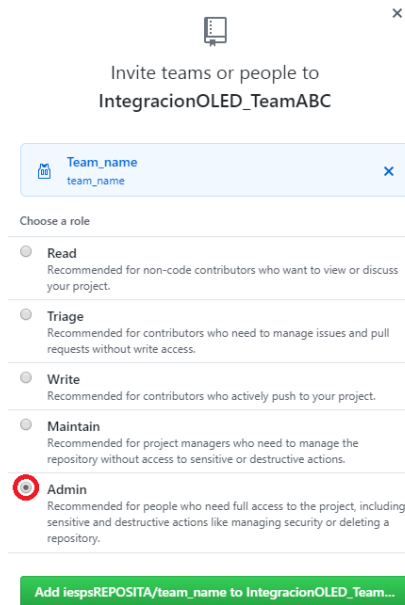 Invite teams or people to
IntegracionOLED_TeamABC
Team_name
team_name
Choose a role
Read
Recommended for non-code contributors who want to view or discuss
your project.
Triage
Recommended for contributors who need to manage issues and pull
requests without write access.
Write
Recommended for contributors who actively push to your project.
Maintain
Recommended for project managers who need to manage the
repository without access to sensitive or destructive actions.
Admin
Recommended for people who need full access to the project, including
sensitive and destructive actions like managing security or deleting a
repository.
Add iespsREPOSITA/team_name to IntegracionOLED_Team...